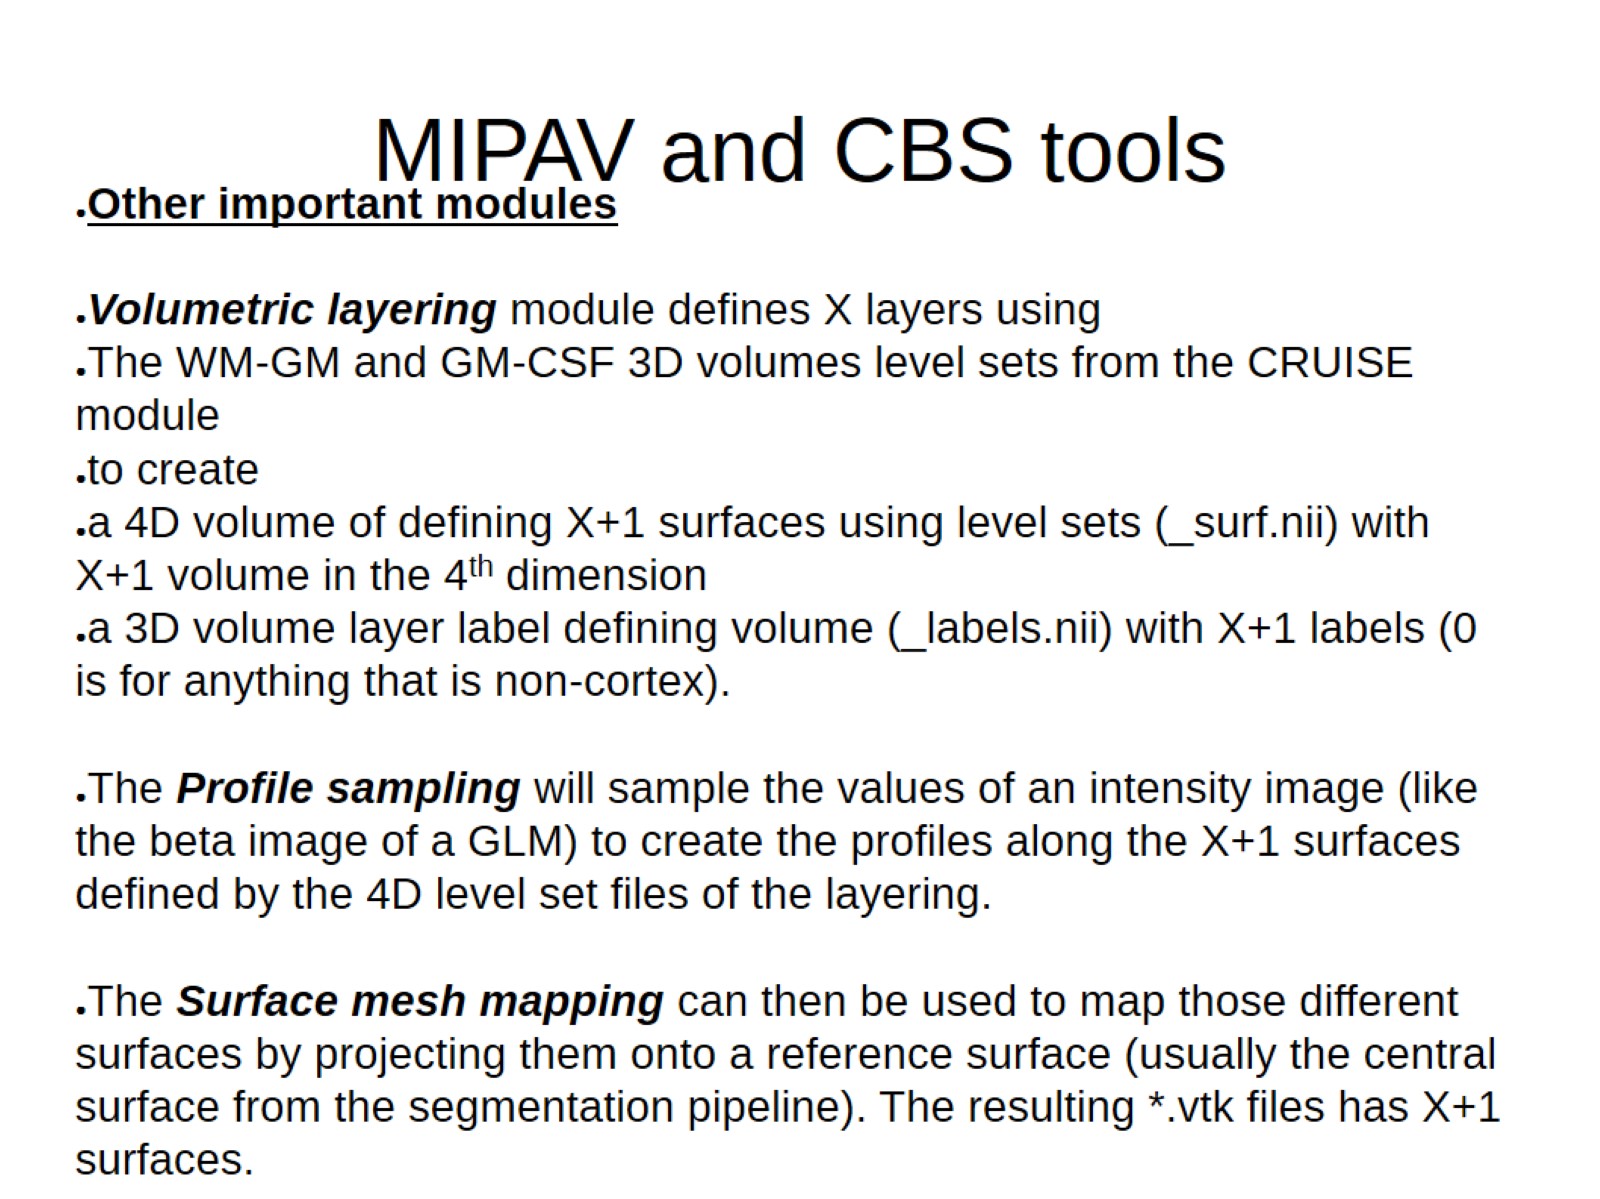 MIPAV and CBS tools
•Other important modules
•Volumetric layering module defines X layers using
•The WM-GM and GM-CSF 3D volumes level sets from the CRUISE
module
•to create
•a 4D volume of defining X+1 surfaces using level sets (_surf.nii) with
X+1 volume in the 4th dimension
•a 3D volume layer label defining volume (_labels.nii) with X+1 labels (0
is for anything that is non-cortex).
•The Profile sampling will sample the values of an intensity image (like
the beta image of a GLM) to create the profiles along the X+1 surfaces
defined by the 4D level set files of the layering.
•The Surface mesh mapping can then be used to map those different
surfaces by projecting them onto a reference surface (usually the central
surface from the segmentation pipeline). The resulting *.vtk files has X+1
surfaces.